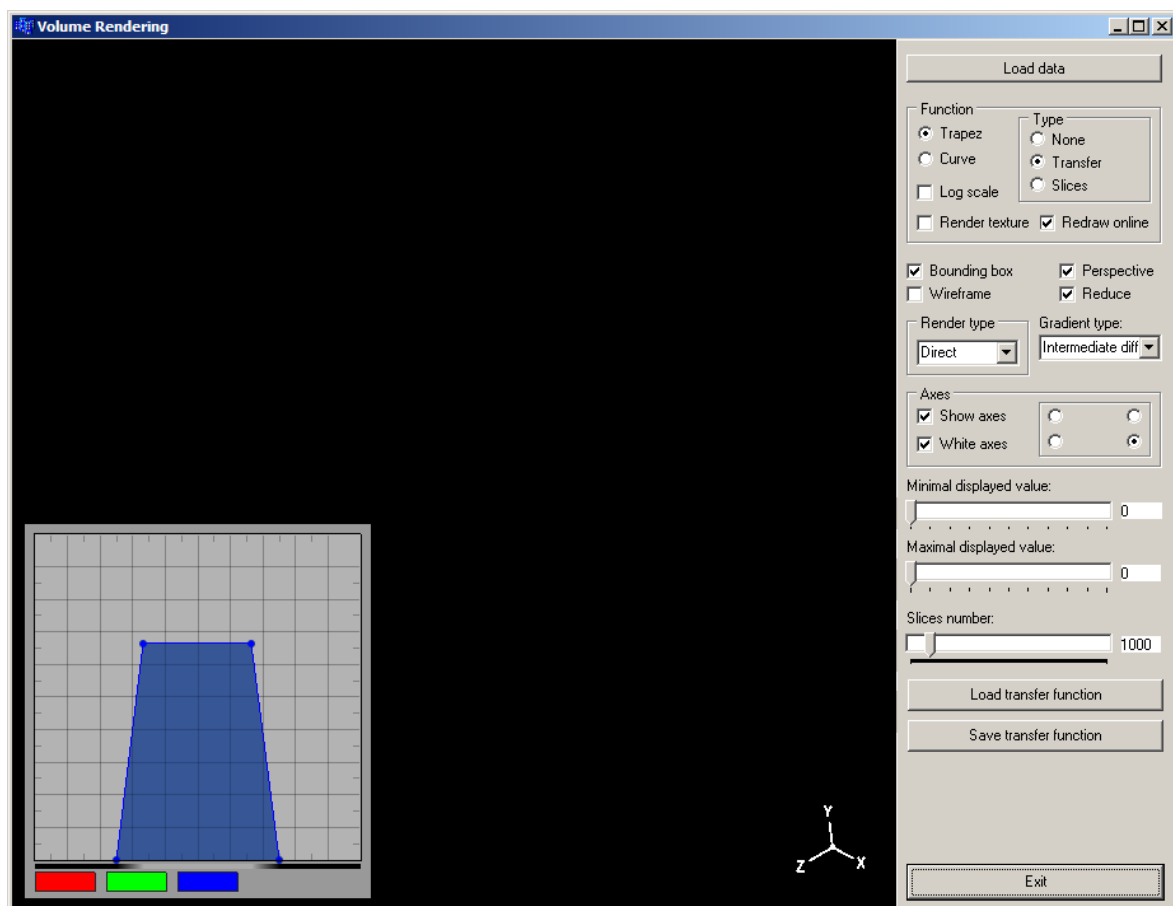 Volume Rendering
Load data
Function
Type
Trapez
None
Curve
Transfer
Log scale
Slices
Render texture
Redraw online
Bounding box
Perspective
Wireframe
Reduce
Render type
Gradient type:
Direct
Intermediate diff
Axes
Show axes
White axes
Minimal displayed value:
0
Maximal displayed value:
0
Slices number:
1000
Load transfer function
Save transfer function
Y
Z X
Exit